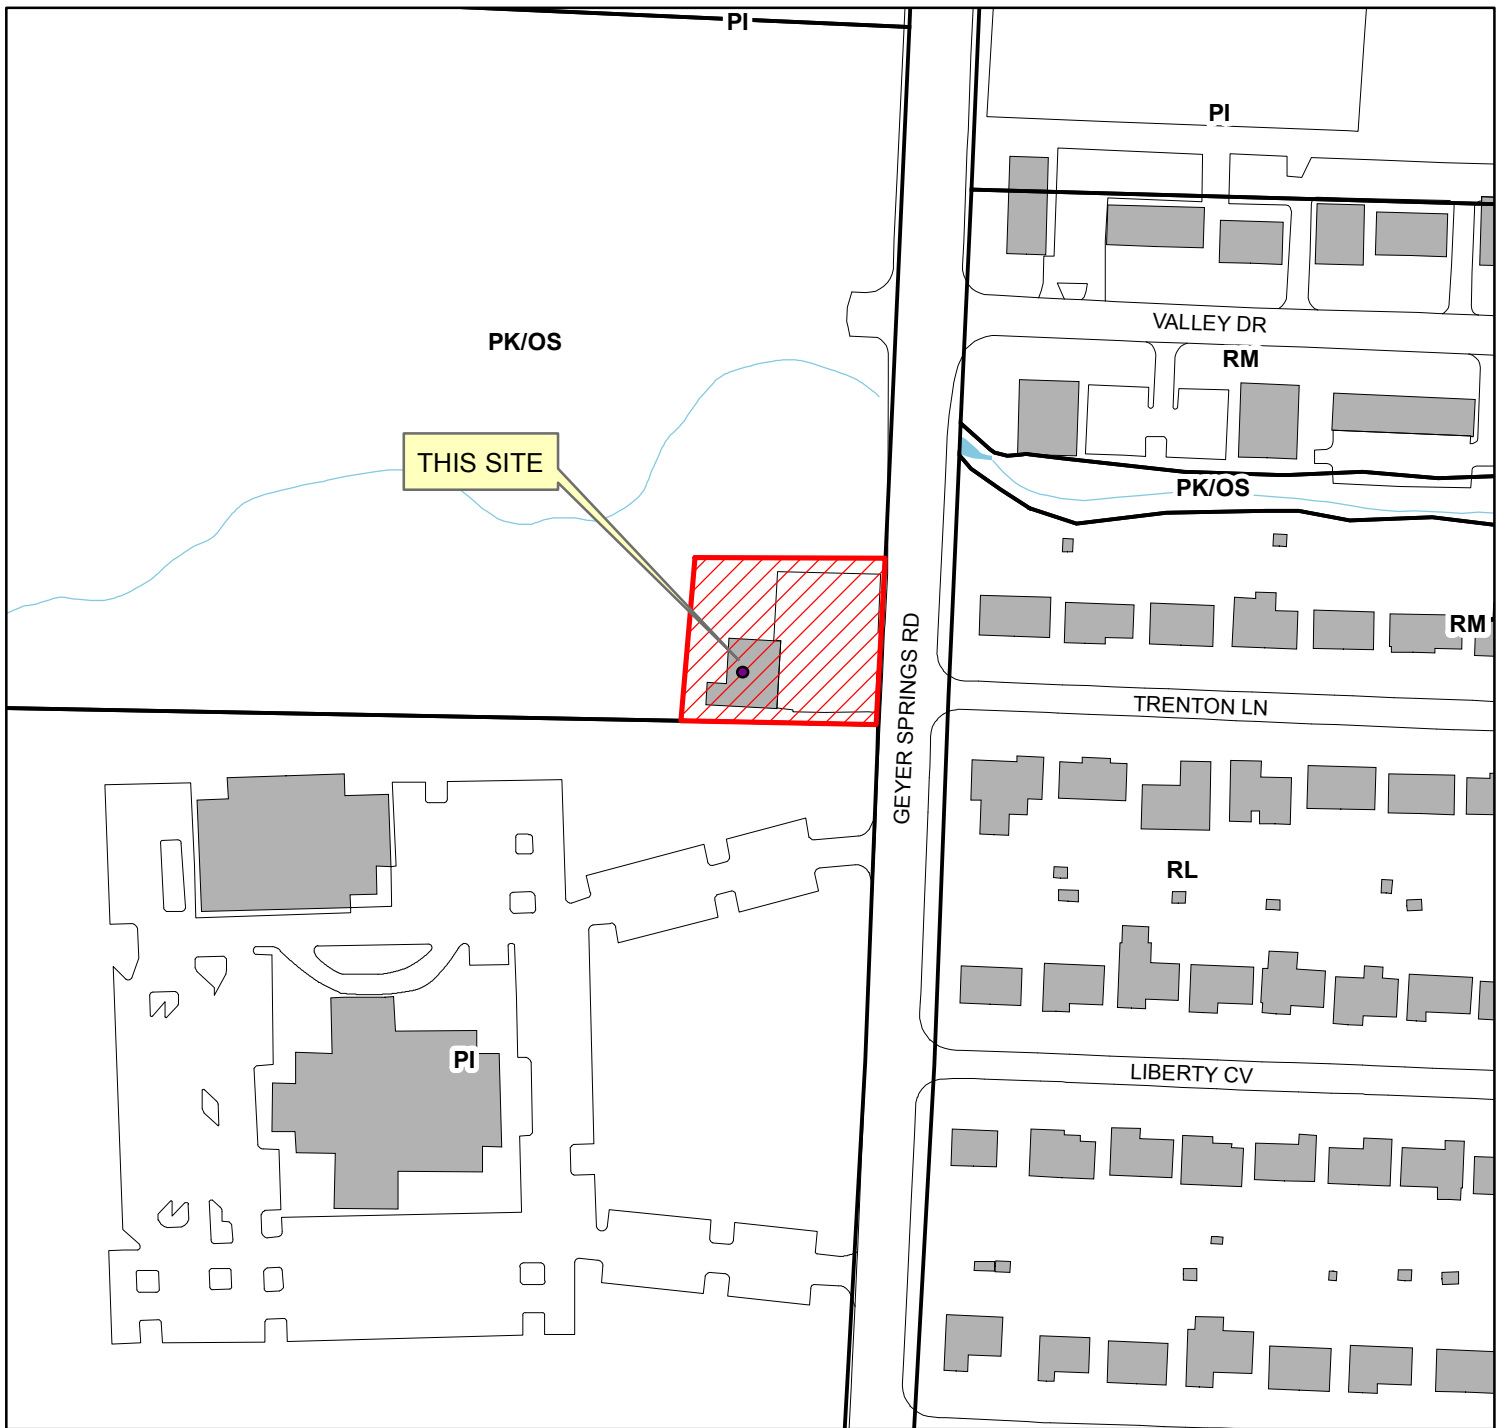 PI
PI
VALLEY DR
PK/OS
RM
THIS SITE
PK/OS
RM
GEYER SPRINGS RD
TRENTON LN
RL
PI
LIBERTY CV